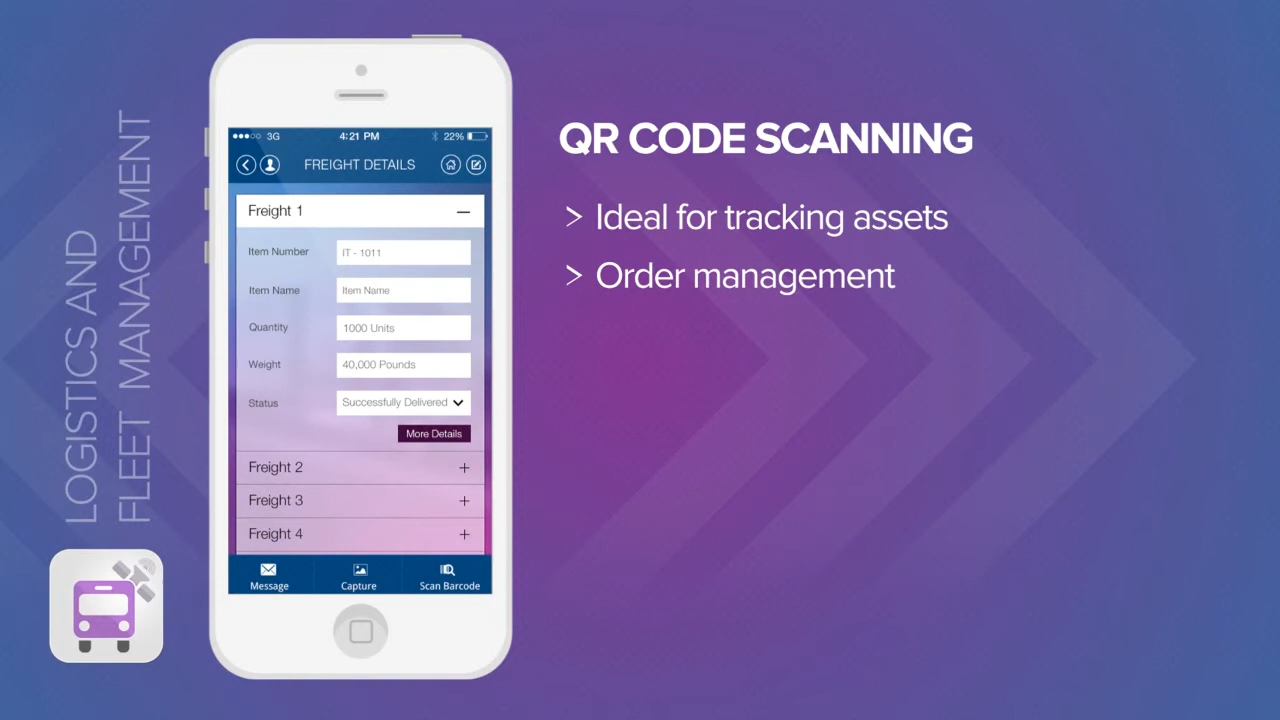 LOGISTICS AND
FLEET MANAGEMENT
3G 4:21 PM 22%
FREIGHT DETAILS
Freight 1
Item Number IT - 1011
Item Name Item Name
Quantity 1000 Units
Weight 40,000 Pounds
Status Successfully Delivered
More Details
Freight 2
Freight 3
Freight 4
Message Capture Scan Barcode
QR CODE SCANNING
> Ideal for tracking assets
> Order management